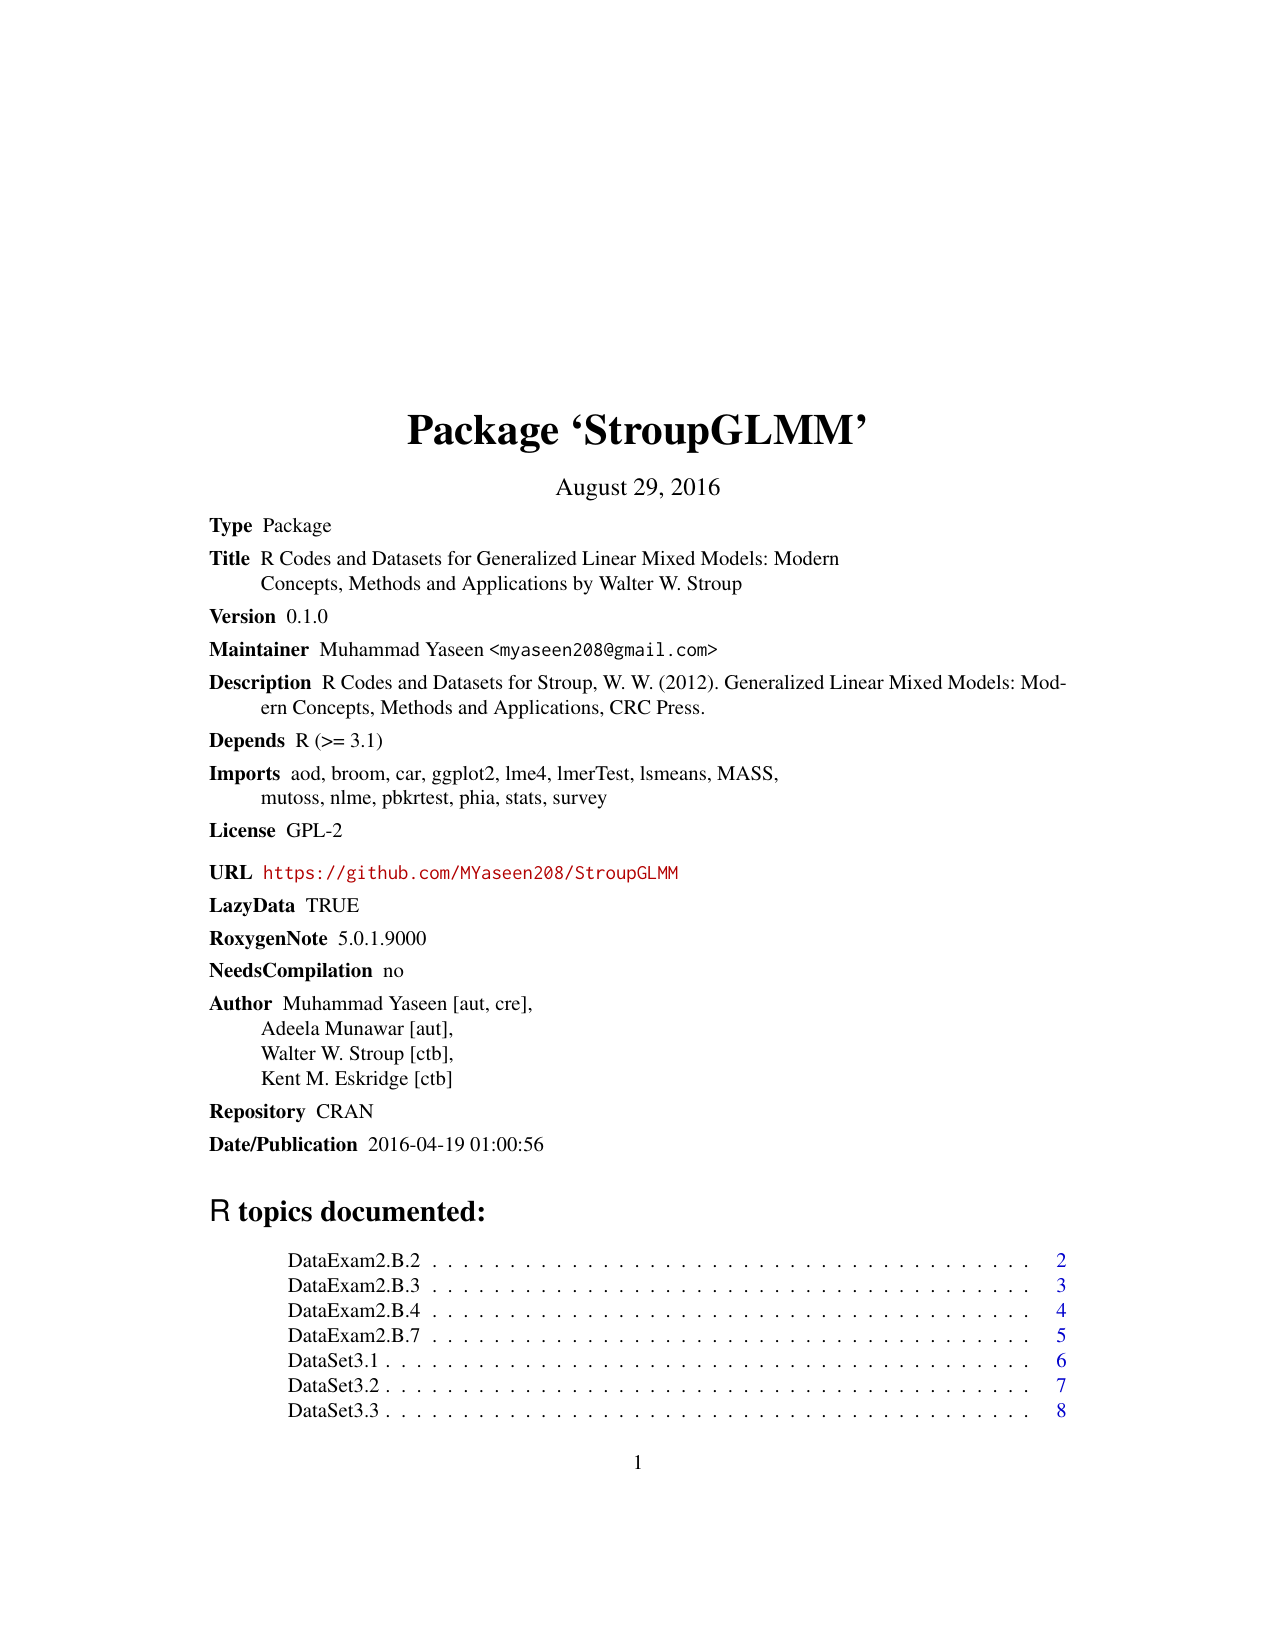 Package ‘StroupGLMM’
August 29, 2016
Type Package
Title R Codes and Datasets for Generalized Linear Mixed Models: Modern
Concepts, Methods and Applications by Walter W. Stroup
Version 0.1.0
Maintainer Muhammad Yaseen <myaseen208@gmail.com>
Description R Codes and Datasets for Stroup, W. W. (2012). Generalized Linear Mixed Models: Mod-
ern Concepts, Methods and Applications, CRC Press.
Depends R (>= 3.1)
Imports aod, broom, car, ggplot2, lme4, lmerTest, lsmeans, MASS,
mutoss, nlme, pbkrtest, phia, stats, survey
License GPL-2
URL https://github.com/MYaseen208/StroupGLMM
LazyData TRUE
RoxygenNote 5.0.1.9000
NeedsCompilation no
Author Muhammad Yaseen [aut, cre],
Adeela Munawar [aut],
Walter W. Stroup [ctb],
Kent M. Eskridge [ctb]
Repository CRAN
Date/Publication 2016-04-19 01:00:56
R topics documented:
DataExam2.B.2 . . . . . . . . . . . . . . . . . . . . . . . . . . . . . . . . . . . . . . . 2
DataExam2.B.3 . . . . . . . . . . . . . . . . . . . . . . . . . . . . . . . . . . . . . . . 3
DataExam2.B.4 . . . . . . . . . . . . . . . . . . . . . . . . . . . . . . . . . . . . . . . 4
DataExam2.B.7 . . . . . . . . . . . . . . . . . . . . . . . . . . . . . . . . . . . . . . . 5
DataSet3.1 . . . . . . . . . . . . . . . . . . . . . . . . . . . . . . . . . . . . . . . . . . 6
DataSet3.2 . . . . . . . . . . . . . . . . . . . . . . . . . . . . . . . . . . . . . . . . . . 7
DataSet3.3 . . . . . . . . . . . . . . . . . . . . . . . . . . . . . . . . . . . . . . . . . . 8
1